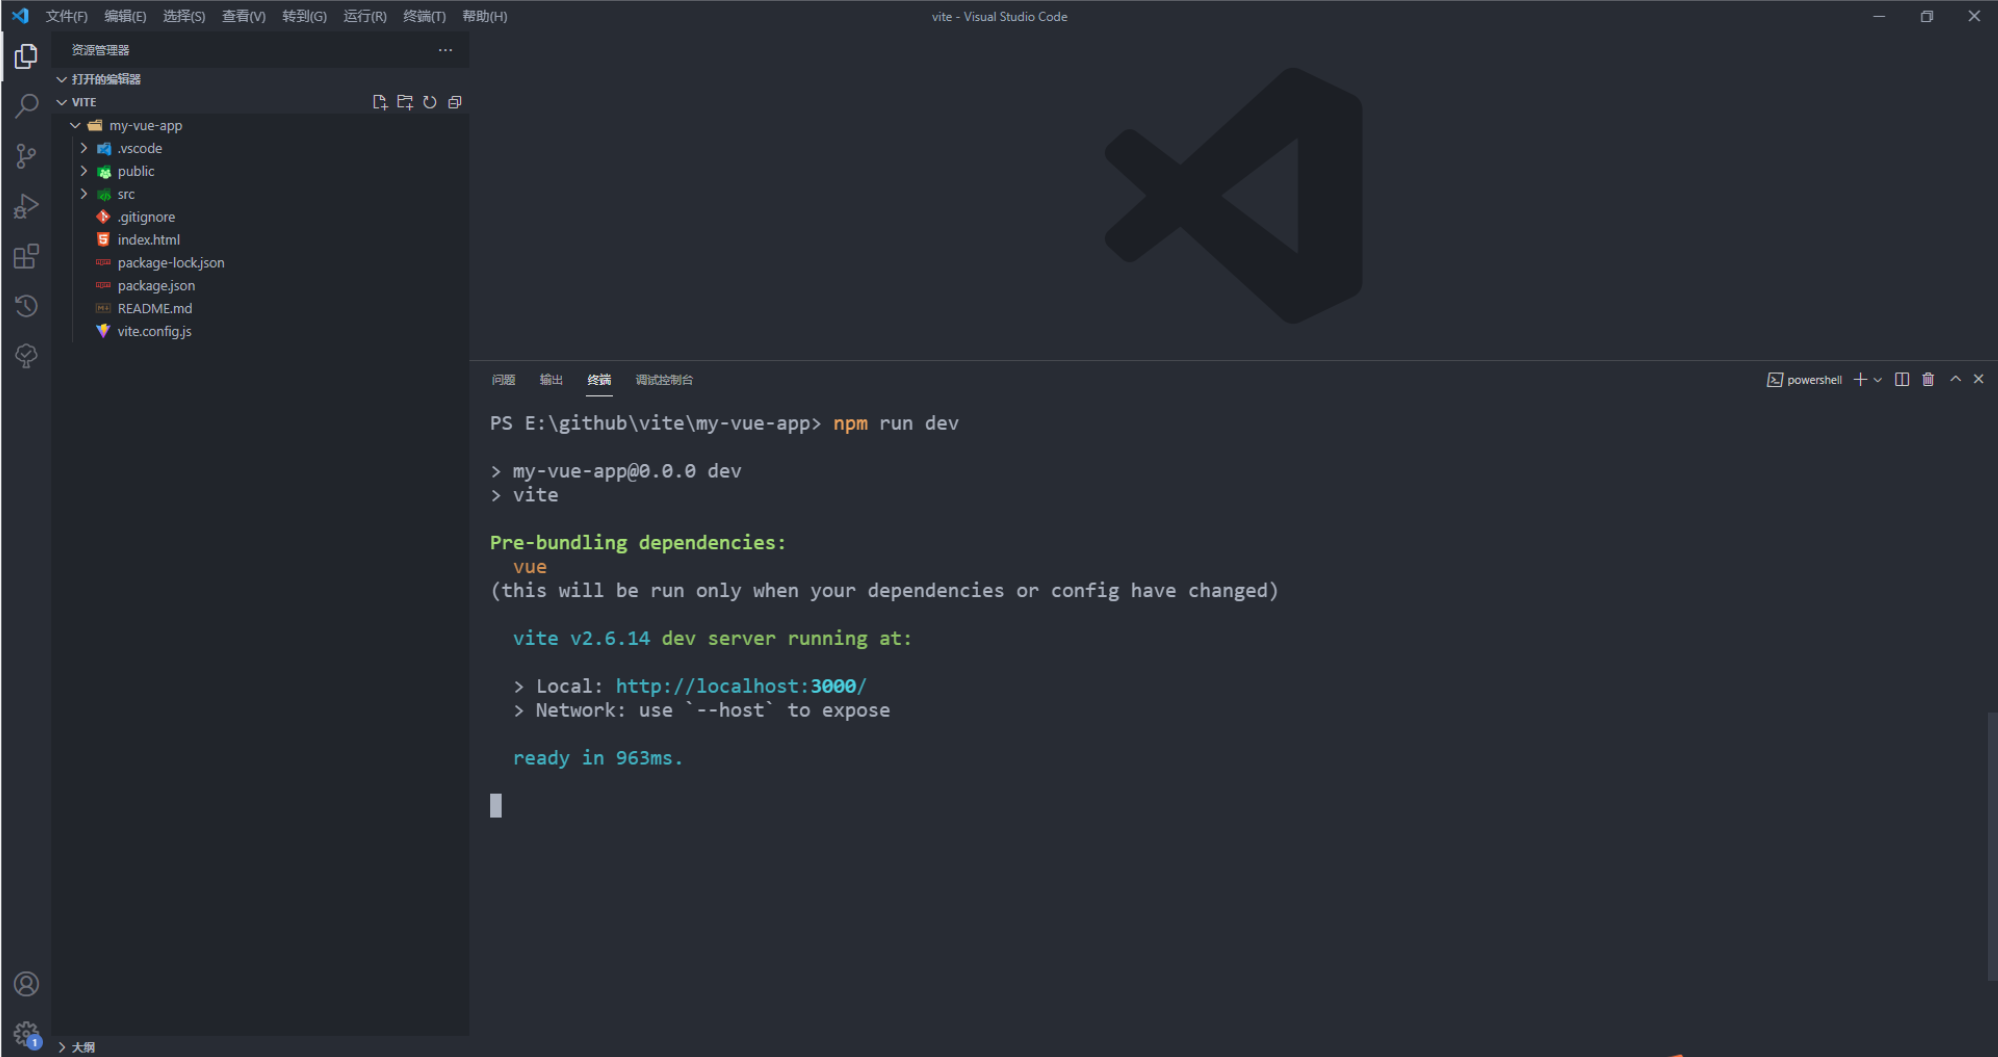 文件(F) 编辑(E) 选择(S) 查看(V) 转到(G) 运行(R) 终端(T) 帮助(H)
vite - Visual Studio Code
资源管理器
打开的编辑器
VITE
my-vue-app
.vscode
public
src
.gitignore
index.html
package-lock.json
package.json
README.md
vite.config.js
问题 输出 终端 调试控制台
powershell
PS E:\github\vite\my-vue-app> npm run dev
> my-vue-app@0.0.0 dev
> vite
Pre-bundling dependencies:
vue
(this will be run only when your dependencies or config have changed)
vite v2.6.14 dev server running at:
> Local: http://localhost:3000/
> Network: use `--host` to expose
ready in 963ms.
1
大纲